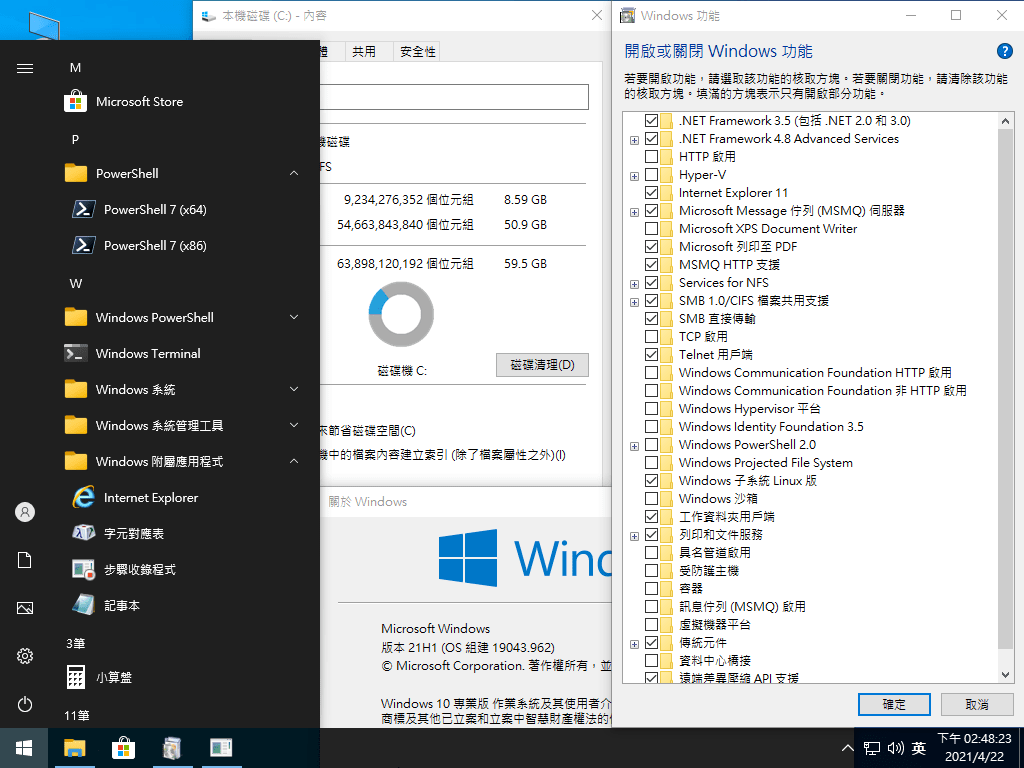 M
Microsoft Store
P
PowerShell
PowerShell 7 (x64)
PowerShell 7 (x86)
W
Windows PowerShell
Windows Terminal
Windows 系統
Windows 系統管理工具
Windows 附屬應用程式
Internet Explorer
字元對應表
步驟收錄程式
記事本
3筆
小算盤
11筆
本機磁碟 (C:) - 內容
體
共用
安全性
機磁碟
FS
9,234,276,352 個位元組 8.59 GB
54,663,843,840 個位元組 50.9 GB
63,898,120,192 個位元組 59.5 GB
磁碟機 C:
磁碟清理(D)
來節省磁碟空間(C)
機中的檔案內容建立索引 (除了檔案屬性之外)(I)
關於 Windows
Windo
Microsoft Windows
版本 21H1 (OS 組建 19043.962)
© Microsoft Corporation. 著作權所有，並
Windows 10 專業版 作業系統及其使用者介
商標及其他已立案和立案中智慧財產權法的
Windows 功能
開啟或關閉 Windows 功能
若要開啟功能，請選取該功能的核取方塊。若要關閉功能，請清除該功能
的核取方塊。填滿的方塊表示只有開啟部分功能。
.NET Framework 3.5 (包括 .NET 2.0 和 3.0)
.NET Framework 4.8 Advanced Services
HTTP 啟用
Hyper-V
Internet Explorer 11
Microsoft Message 佇列 (MSMQ) 伺服器
Microsoft XPS Document Writer
Microsoft 列印至 PDF
MSMQ HTTP 支援
Services for NFS
SMB 1.0/CIFS 檔案共用支援
SMB 直接傳輸
TCP 啟用
Telnet 用戶端
Windows Communication Foundation HTTP 啟用
Windows Communication Foundation 非 HTTP 啟用
Windows Hypervisor 平台
Windows Identity Foundation 3.5
Windows PowerShell 2.0
Windows Projected File System
Windows 子系統 Linux 版
Windows 沙箱
工作資料夾用戶端
列印和文件服務
具名管道啟用
受防護主機
容器
訊息佇列 (MSMQ) 啟用
虛擬機器平台
傳統元件
資料中心橋接
遠端差異壓縮 API 支援
確定
取消
英
下午 02:48:23
2021/4/22